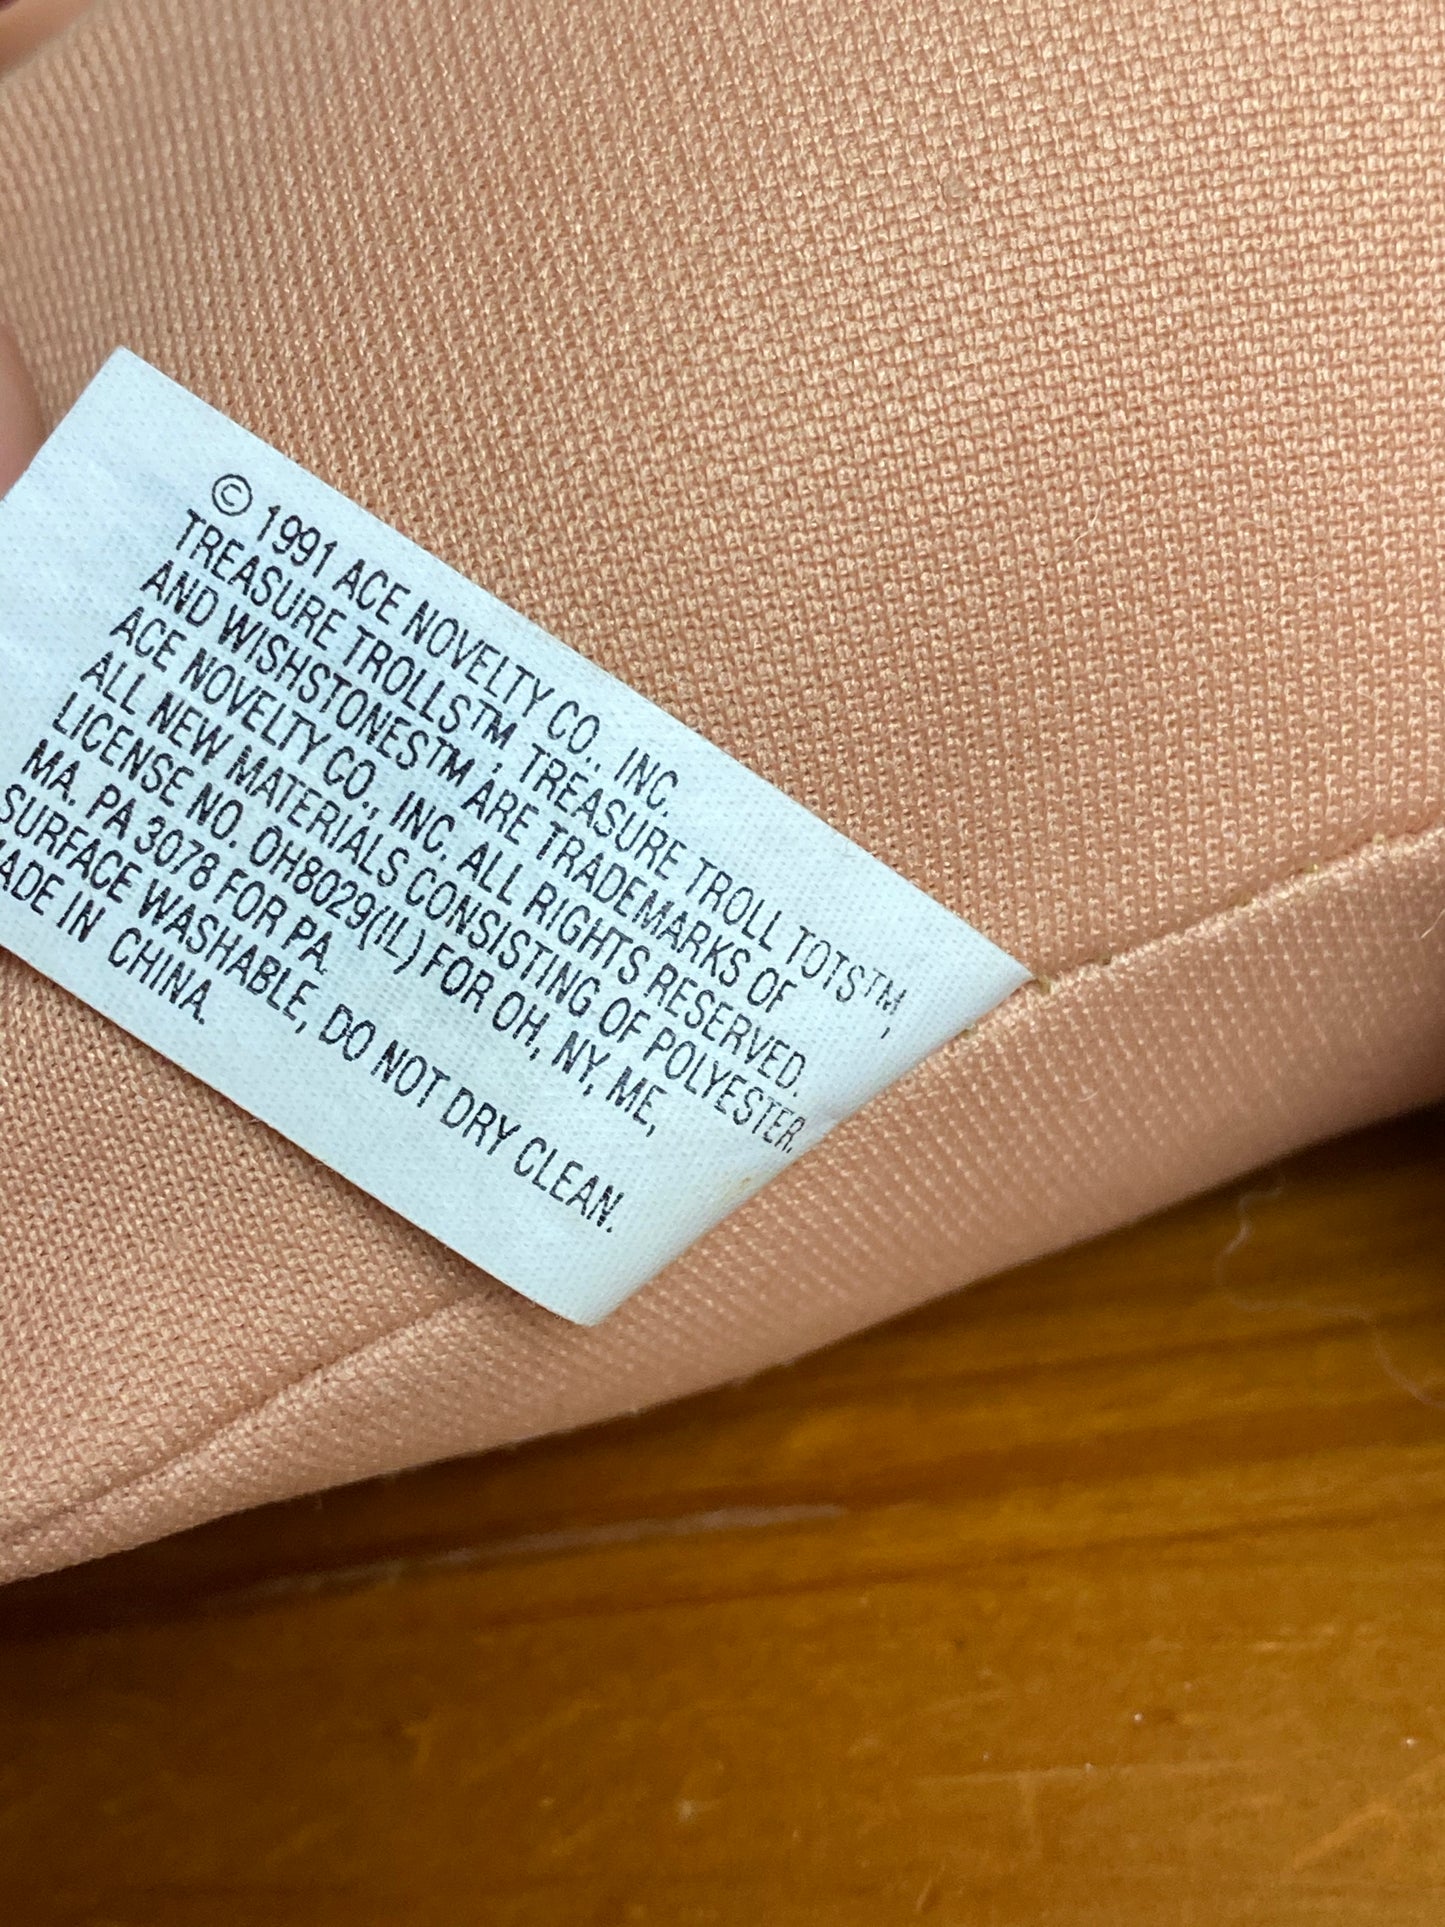 © 1991 ACE NOVELTY CO., INC.
TREASURE TROLLS™, TREASURE TROLL TOTS™,
AND WISHSTONES™ ARE TRADEMARKS OF
ACE NOVELTY CO., INC. ALL RIGHTS RESERVED.
ALL NEW MATERIALS CONSISTING OF POLYESTER.
LICENSE NO. OH8029(IL) FOR OH, NY, ME,
MA. PA 3078 FOR PA.
SURFACE WASHABLE, DO NOT DRY CLEAN.
ADE IN CHINA.